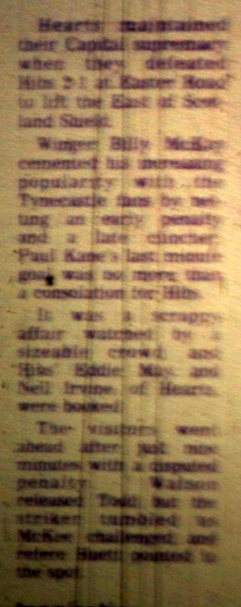 Hearts maintained
their Capital supremacy
when they defeated
Hibs 2-1 at Easter Road
to lift the East of Scot-
land Shield.
Winger Billy McKay
cemented his increasing
popularity with the
Tynecastle fans by net-
ting an early penalty
and a late clincher.
Paul Kane's last minute
goal was no more than
a consolation for Hibs.
It was a scrappy
affair watched by a
sizeable crowd, and
Hibs' Eddie May and
Neil Irvine, of Hearts,
were booked.
The visitors went
ahead after just
minutes with a disputed
penalty.
released Todd but the
striker tumbled as
challenged and
referee pointed to
the spot.